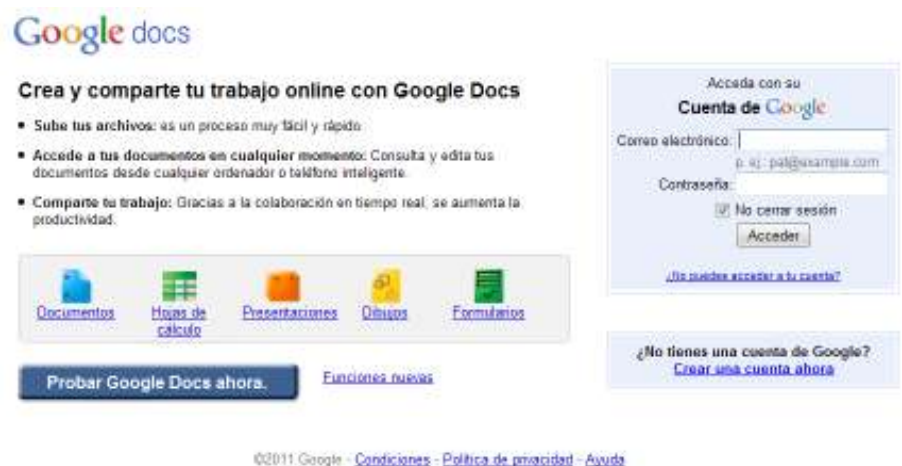 Google docs
Crea y comparte tu trabajo online con Google Docs
Sube tus archivos: es un proceso muy fácil y rápido
Accede a tus documentos en cualquier momento: Consulta y edita tus
documentos desde cualquier ordenador o teléfono inteligente.
Comparte tu trabajo: Gracias a la colaboración en tiempo real, se aumenta la
productividad.
Documentos
Hojas de
cálculo
Presentaciones
Dibujos
Formularios
Probar Google Docs ahora.
Funciones nuevas
Acceda con su
Cuenta de Google
Correo electrónico:
p. ej.: pat@example.com
Contraseña:
No cerrar sesión
Acceder
¿No puedes acceder a tu cuenta?
¿No tienes una cuenta de Google?
Crear una cuenta ahora
©2011 Google - Condiciones - Política de privacidad - Ayuda